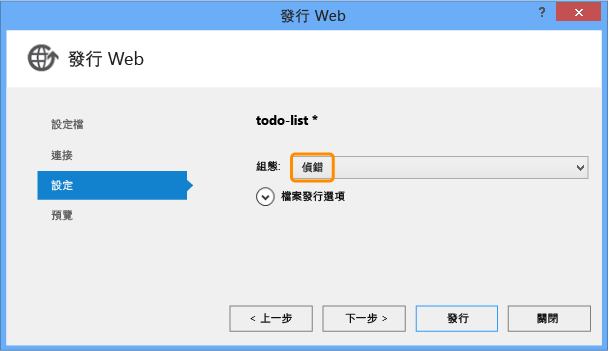 發行 Web
?
發行 Web
設定檔
連接
設定
預覽
todo-list *
組態: 偵錯
檔案發行選項
< 上一步
下一步 >
發行
關閉